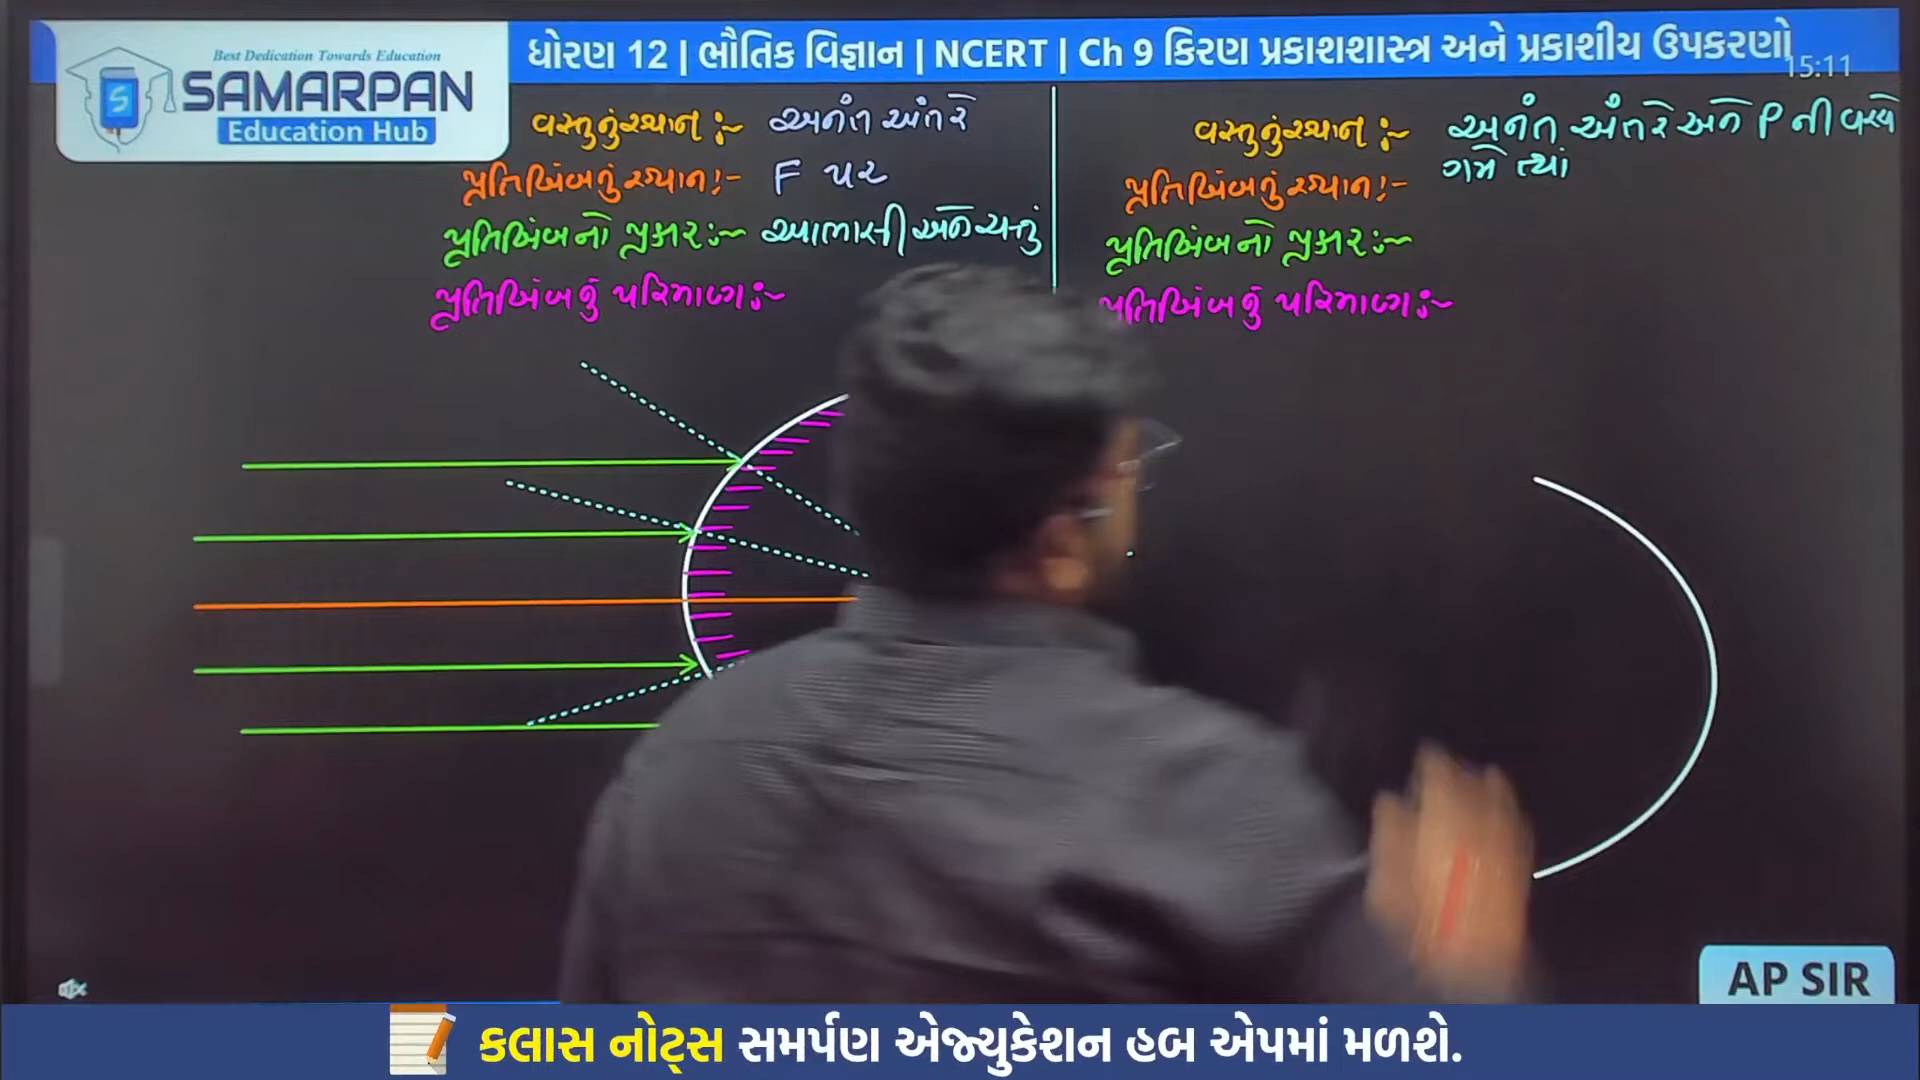 Best Dedication Towards Education
SAMARPAN
Education Hub
S
ધોરણ 12 | ભૌતિક વિજ્ઞાન | NCERT | Ch 9 કિરણ પ્રકાશશાસ્ત્ર અને પ્રકાશીય ઉપકરણો
15:11
વસ્તુનું સ્થાન :- અનંત અંતરે
પ્રતિબિંબનું સ્થાન :- F પર
પ્રતિબિંબનો પ્રકાર :- આભાસી અને ચતું
પ્રતિબિંબનું પરિમાણ :-
વસ્તુનું સ્થાન :- અનંત અંતરે અને P ની વચ્ચે
ગમે ત્યાં
પ્રતિબિંબનું સ્થાન :-
પ્રતિબિંબનો પ્રકાર :-
પ્રતિબિંબનું પરિમાણ :-
AP SIR
કલાસ નોટ્સ સમર્પણ એજ્યુકેશન હબ એપમાં મળશે.